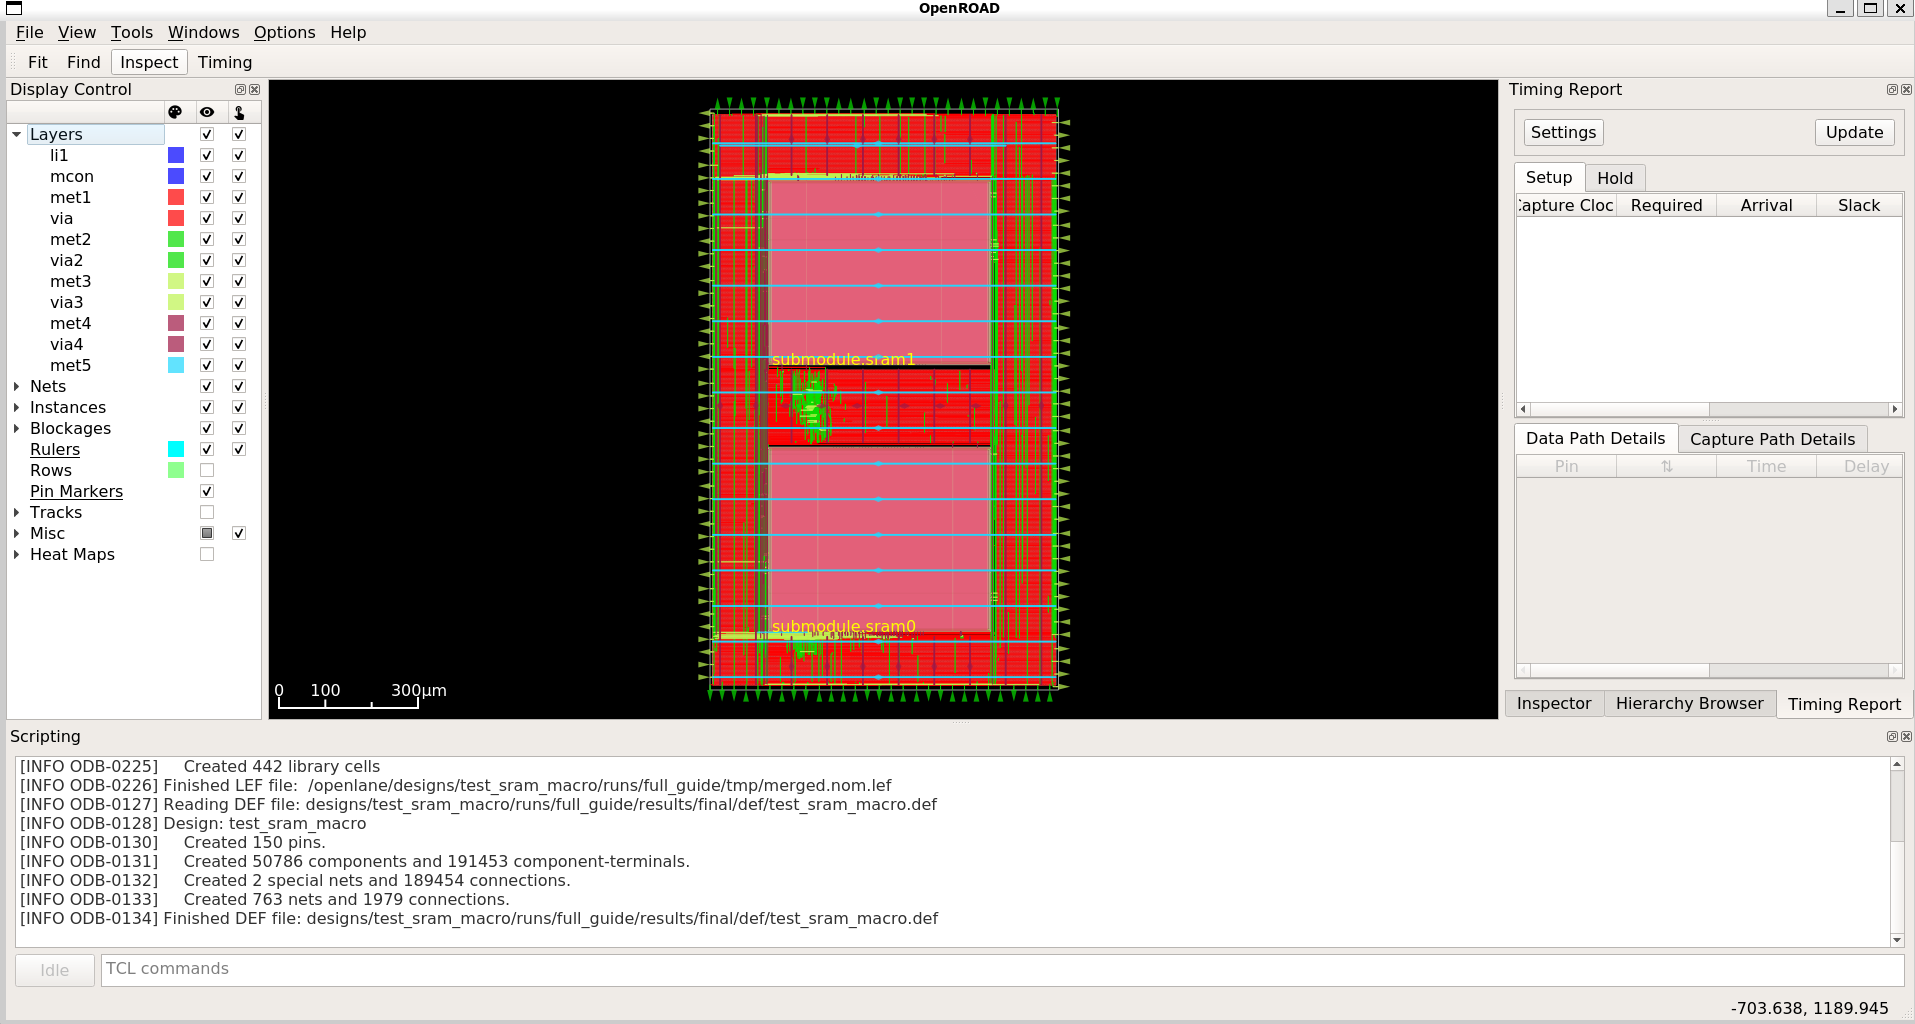 OpenROAD
File View Tools Windows Options Help
Fit Find Inspect Timing
Display Control
Layers
li1
mcon
met1
via
met2
via2
met3
via3
met4
via4
met5
Nets
Instances
Blockages
Rulers
Rows
Pin Markers
Tracks
Misc
Heat Maps
submodule.sram1
submodule.sram0
0 100 300μm
Timing Report
Settings Update
Setup Hold
Capture Cloc Required Arrival Slack
Data Path Details Capture Path Details
Pin ⇅ Time Delay
Inspector Hierarchy Browser Timing Report
Scripting
[INFO ODB-0225] Created 442 library cells
[INFO ODB-0226] Finished LEF file: /openlane/designs/test_sram_macro/runs/full_guide/tmp/merged.nom.lef
[INFO ODB-0127] Reading DEF file: designs/test_sram_macro/runs/full_guide/results/final/def/test_sram_macro.def
[INFO ODB-0128] Design: test_sram_macro
[INFO ODB-0130] Created 150 pins.
[INFO ODB-0131] Created 50786 components and 191453 component-terminals.
[INFO ODB-0132] Created 2 special nets and 189454 connections.
[INFO ODB-0133] Created 763 nets and 1979 connections.
[INFO ODB-0134] Finished DEF file: designs/test_sram_macro/runs/full_guide/results/final/def/test_sram_macro.def
Idle TCL commands
-703.638, 1189.945